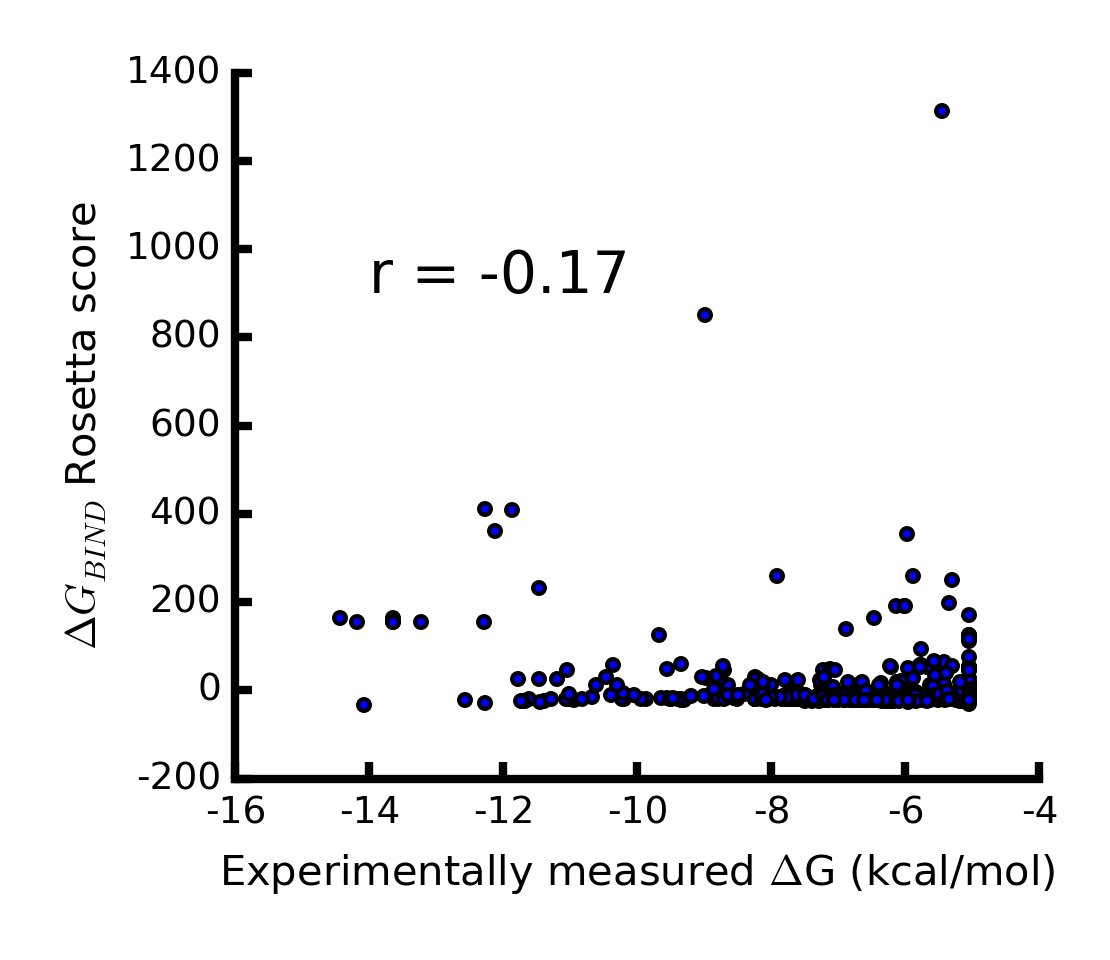 1400
1200
1000
800
600
400
200
0
-200
ΔG_BIND Rosetta score
r = -0.17
-16 -14 -12 -10 -8 -6 -4
Experimentally measured ΔG (kcal/mol)